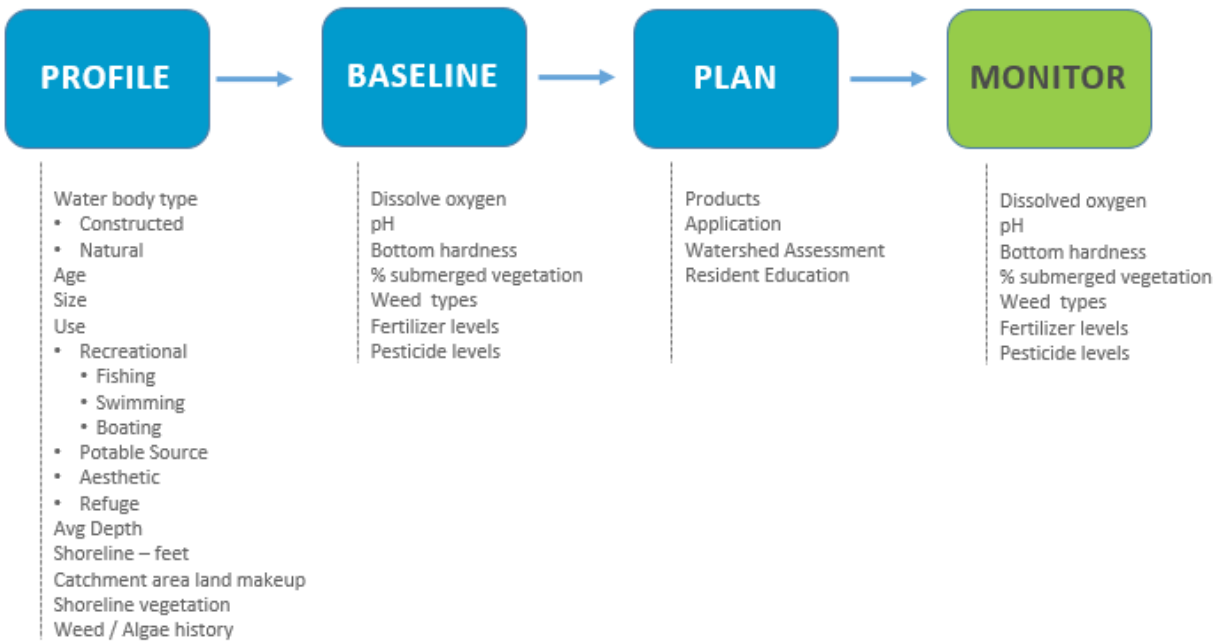 PROFILE
BASELINE
PLAN
MONITOR
Water body type
• Constructed
• Natural
Age
Size
Use
• Recreational
• Fishing
• Swimming
• Boating
• Potable Source
• Aesthetic
• Refuge
Avg Depth
Shoreline – feet
Catchment area land makeup
Shoreline vegetation
Weed / Algae history
Dissolve oxygen
pH
Bottom hardness
% submerged vegetation
Weed types
Fertilizer levels
Pesticide levels
Products
Application
Watershed Assessment
Resident Education
Dissolved oxygen
pH
Bottom hardness
% submerged vegetation
Weed types
Fertilizer levels
Pesticide levels